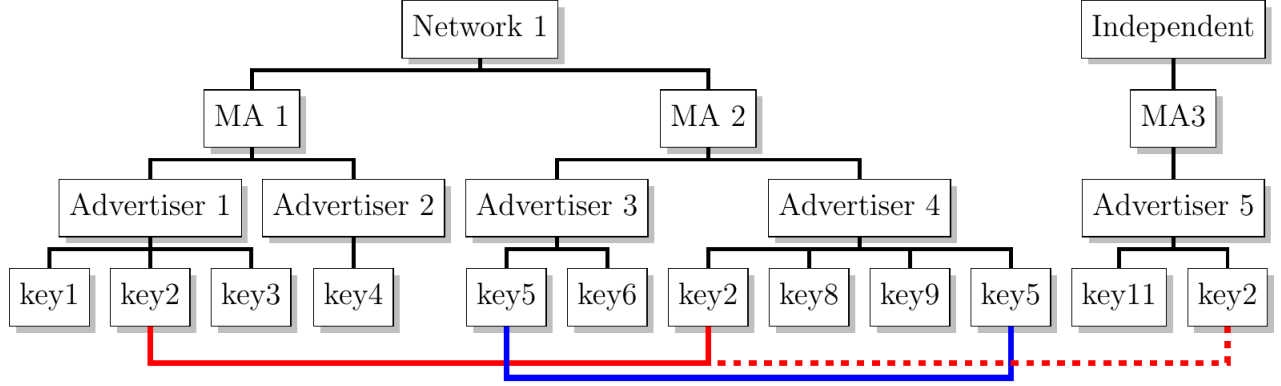 Network 1
Independent
MA 1
MA 2
MA3
Advertiser 1
Advertiser 2
Advertiser 3
Advertiser 4
Advertiser 5
key1
key2
key3
key4
key5
key6
key2
key8
key9
key5
key11
key2